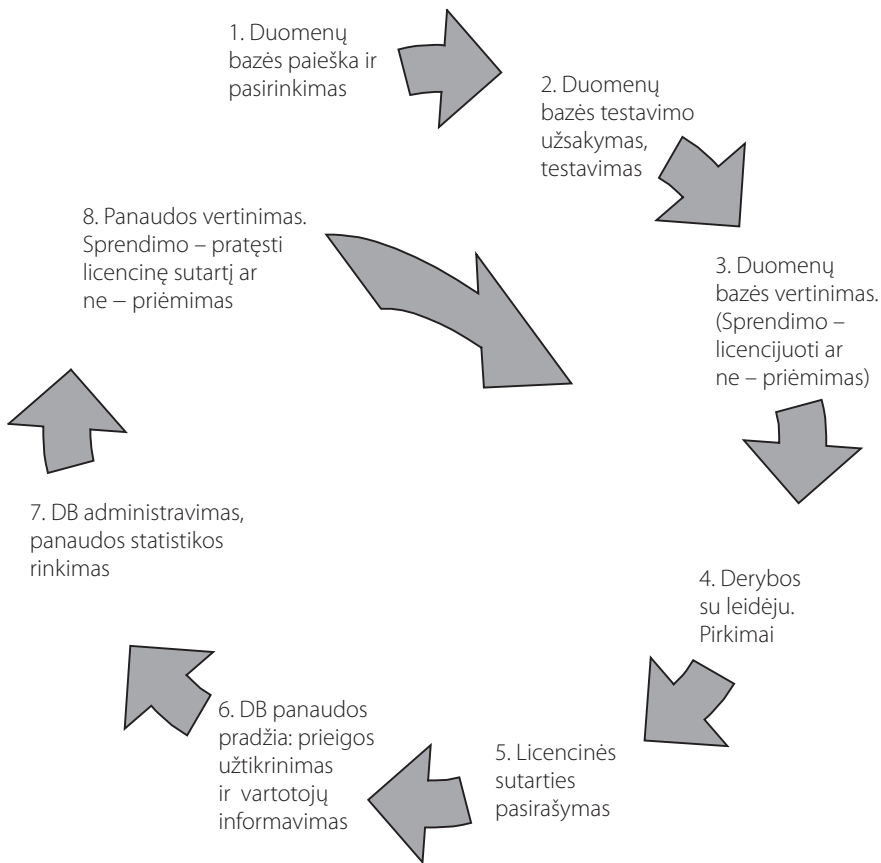 1. Duomenų
bazės paieška ir
pasirinkimas
2. Duomenų
bazės testavimo
užsakymas,
testavimas
3. Duomenų
bazės vertinimas.
(Sprendimo –
licencijuoti ar
ne – priėmimas)
4. Derybos
su leidėju.
Pirkimai
5. Licencinės
sutarties
pasirašymas
6. DB panaudos
pradžia: prieigos
užtikrinimas
ir vartotojų
informavimas
7. DB administravimas,
panaudos statistikos
rinkimas
8. Panaudos vertinimas.
Sprendimo – pratęsti
licencinę sutartį ar
ne – priėmimas